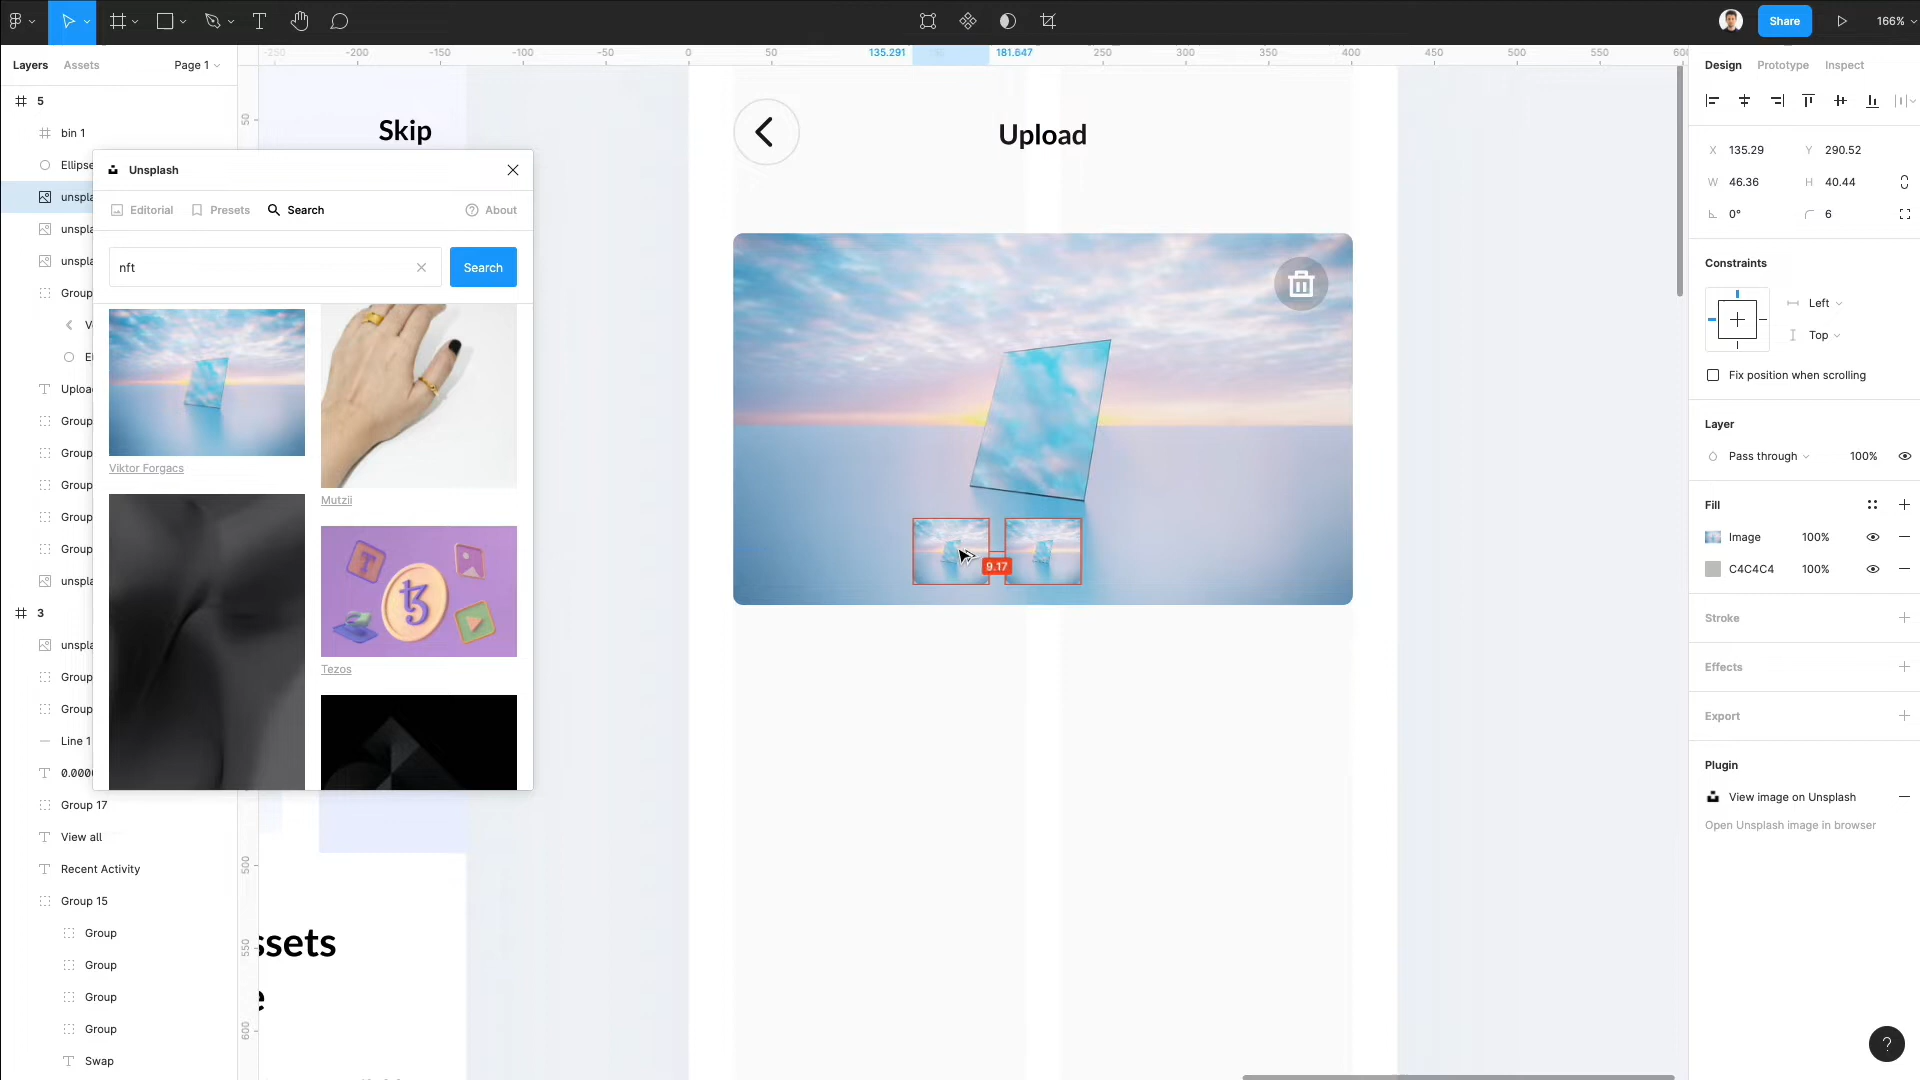 Share
166%
Layers
Assets
Page 1
5
bin 1
Ellipse
unspla
unspla
unspla
Group
Ve
El
Upload
Group
Group
Group
Group
Group
unspla
3
unspla
Group
Group
Line 1
0.000
Group 17
View all
Recent Activity
Group 15
Group
Group
Group
Group
Swap
-250
-200
-150
-100
-50
0
50
135.291
181.647
250
300
350
400
450
500
550
600
50
500
550
600
Skip
ssets
e
Unsplash
Editorial
Presets
Search
About
nft
Search
Viktor Forgacs
Mutzii
Tezos
Upload
9.17
Design
Prototype
Inspect
X 135.29 Y 290.52
W 46.36 H 40.44
0° 6
Constraints
Left
Top
Fix position when scrolling
Layer
Pass through 100%
Fill
Image 100%
C4C4C4 100%
Stroke
Effects
Export
Plugin
View image on Unsplash
Open Unsplash image in browser
?